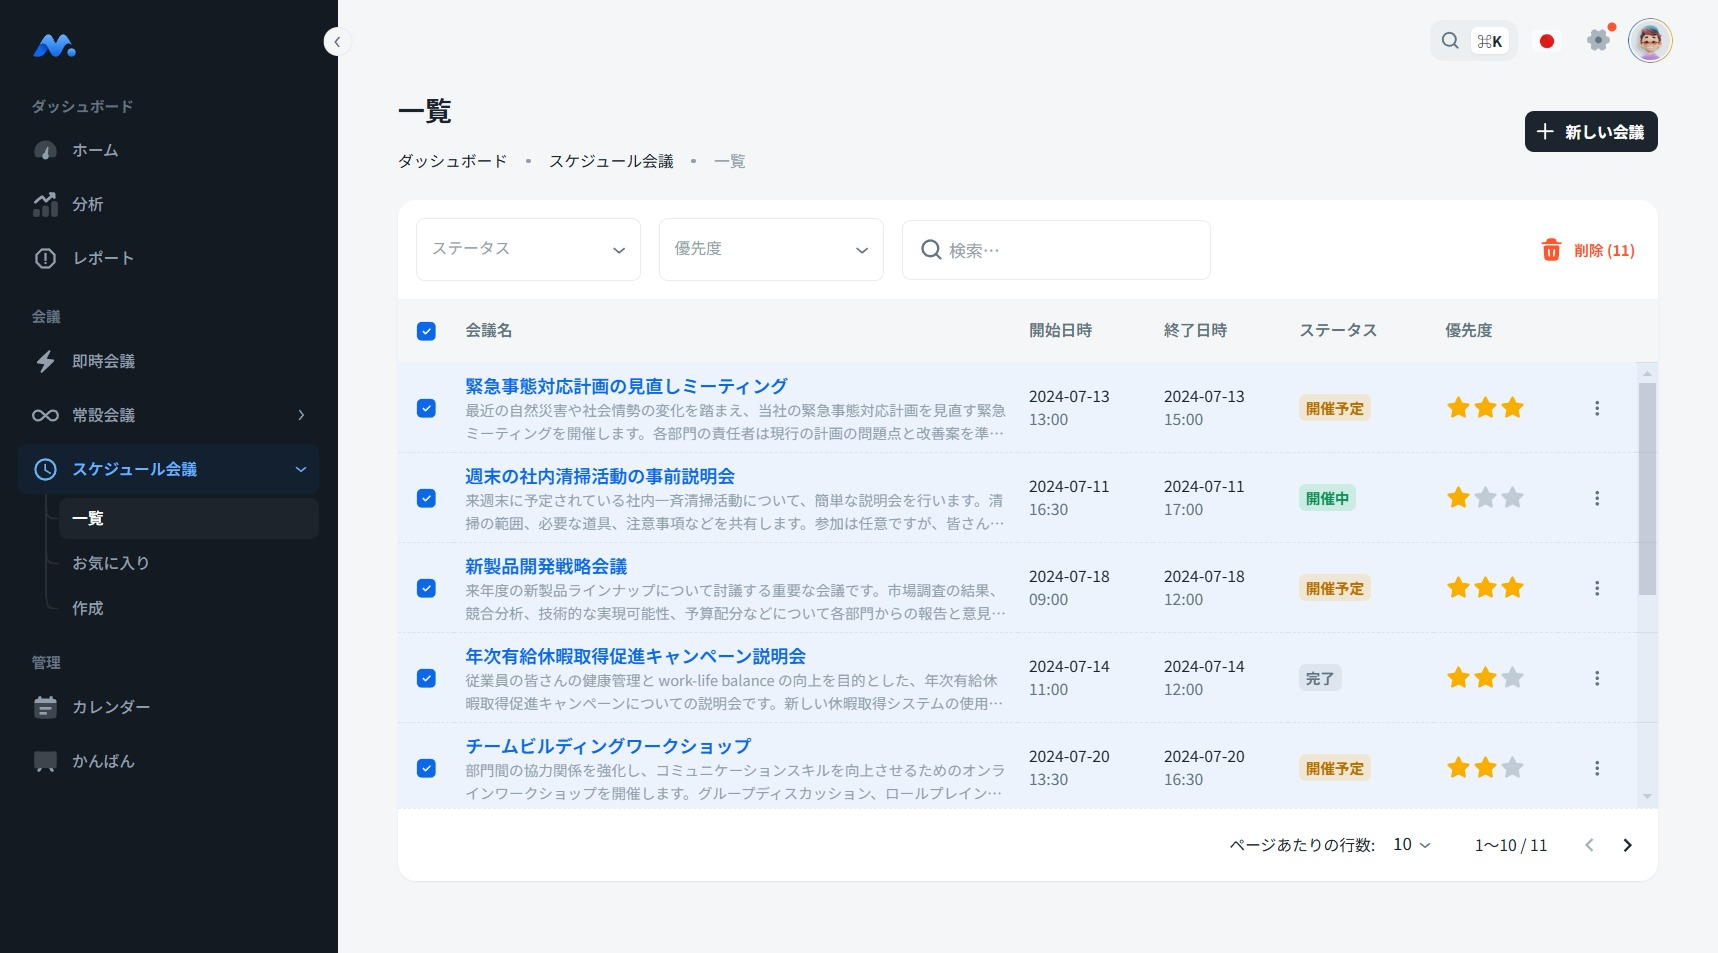 ダッシュボード
ホーム
分析
レポート
会議
即時会議
常設会議
スケジュール会議
一覧
お気に入り
作成
管理
カレンダー
かんばん
⌘K
一覧
ダッシュボード • スケジュール会議 • 一覧
新しい会議
ステータス
優先度
検索…
削除 (11)
会議名 開始日時 終了日時 ステータス 優先度
緊急事態対応計画の見直しミーティング
最近の自然災害や社会情勢の変化を踏まえ、当社の緊急事態対応計画を見直す緊急
ミーティングを開催します。各部門の責任者は現行の計画の問題点と改善案を準…
2024-07-13
13:00
2024-07-13
15:00
開催予定
週末の社内清掃活動の事前説明会
来週末に予定されている社内一斉清掃活動について、簡単な説明会を行います。清
掃の範囲、必要な道具、注意事項などを共有します。参加は任意ですが、皆さん…
2024-07-11
16:30
2024-07-11
17:00
開催中
新製品開発戦略会議
来年度の新製品ラインナップについて討議する重要な会議です。市場調査の結果、
競合分析、技術的な実現可能性、予算配分などについて各部門からの報告と意見…
2024-07-18
09:00
2024-07-18
12:00
開催予定
年次有給休暇取得促進キャンペーン説明会
従業員の皆さんの健康管理と work-life balance の向上を目的とした、年次有給休
暇取得促進キャンペーンについての説明会です。新しい休暇取得システムの使用…
2024-07-14
11:00
2024-07-14
12:00
完了
チームビルディングワークショップ
部門間の協力関係を強化し、コミュニケーションスキルを向上させるためのオンラ
インワークショップを開催します。グループディスカッション、ロールプレイン…
2024-07-20
13:30
2024-07-20
16:30
開催予定
ページあたりの行数: 10 1〜10 / 11